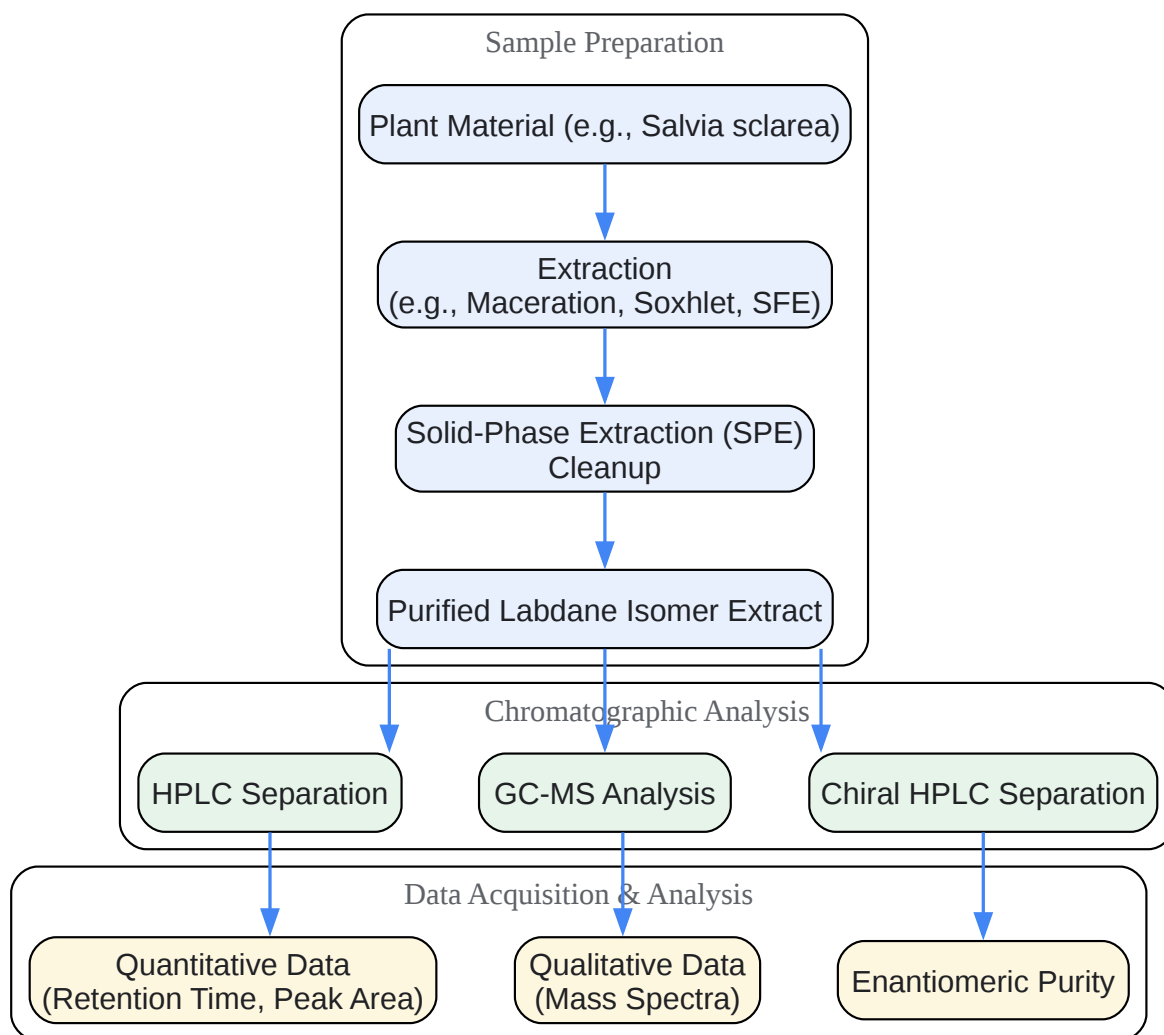 Sample Preparation
Plant Material (e.g., Salvia sclarea)
Extraction
(e.g., Maceration, Soxhlet, SFE)
Solid-Phase Extraction (SPE)
Cleanup
Purified Labdane Isomer Extract
Chromatographic Analysis
HPLC Separation
GC-MS Analysis
Chiral HPLC Separation
Data Acquisition & Analysis
Quantitative Data
(Retention Time, Peak Area)
Qualitative Data
(Mass Spectra)
Enantiomeric Purity